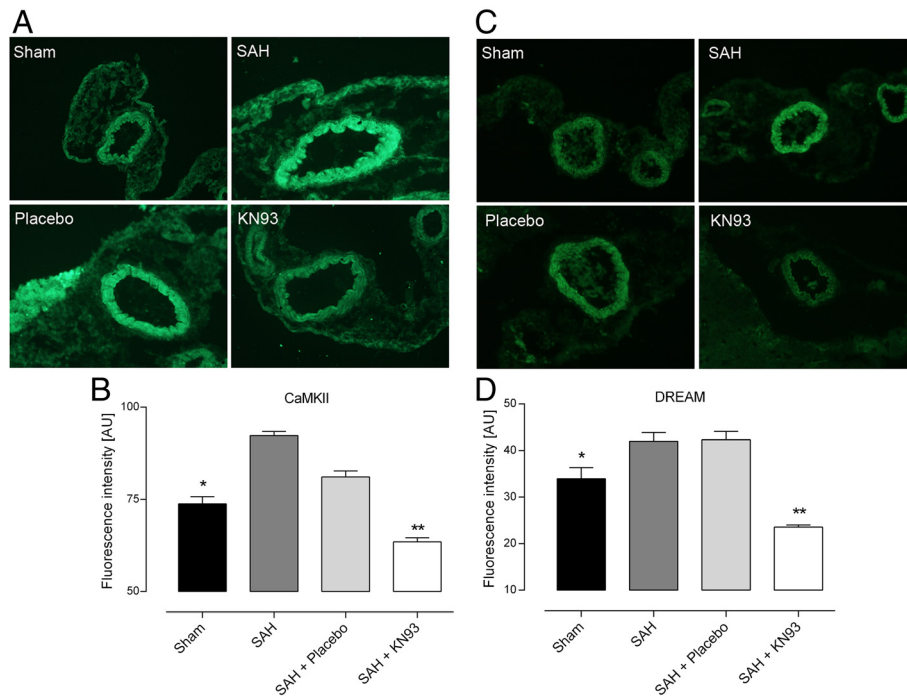 A
Sham
SAH
Placebo
KN93
C
Sham
SAH
Placebo
KN93
B
CaMKII
Fluorescence intensity [AU]
100
75
50
*
**
Sham
SAH
SAH + Placebo
SAH + KN93
D
DREAM
Fluorescence intensity [AU]
50
40
30
20
10
*
**
Sham
SAH
SAH + Placebo
SAH + KN93